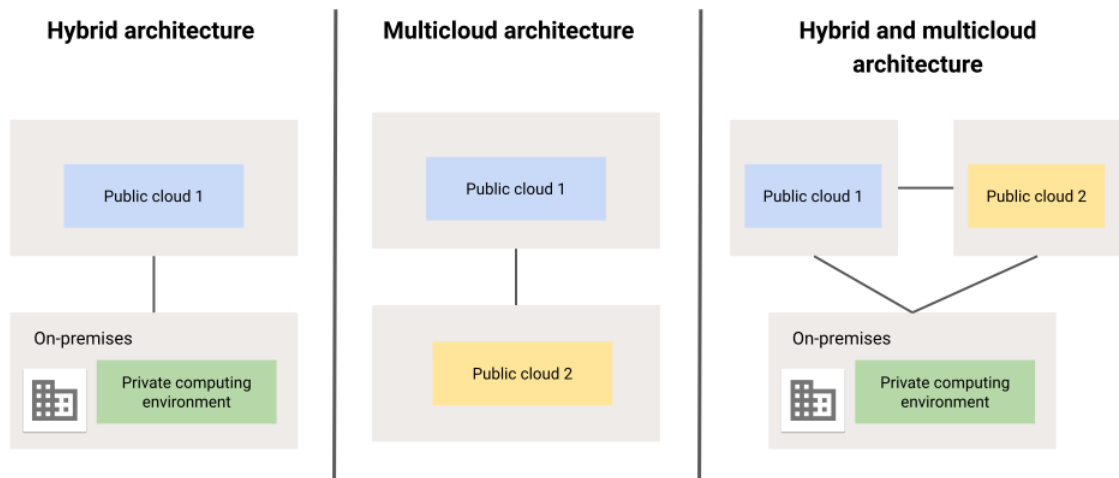 Hybrid architecture
Public cloud 1
On-premises
Private computing
environment
Multicloud architecture
Public cloud 1
Public cloud 2
Hybrid and multicloud
architecture
Public cloud 1
Public cloud 2
On-premises
Private computing
environment